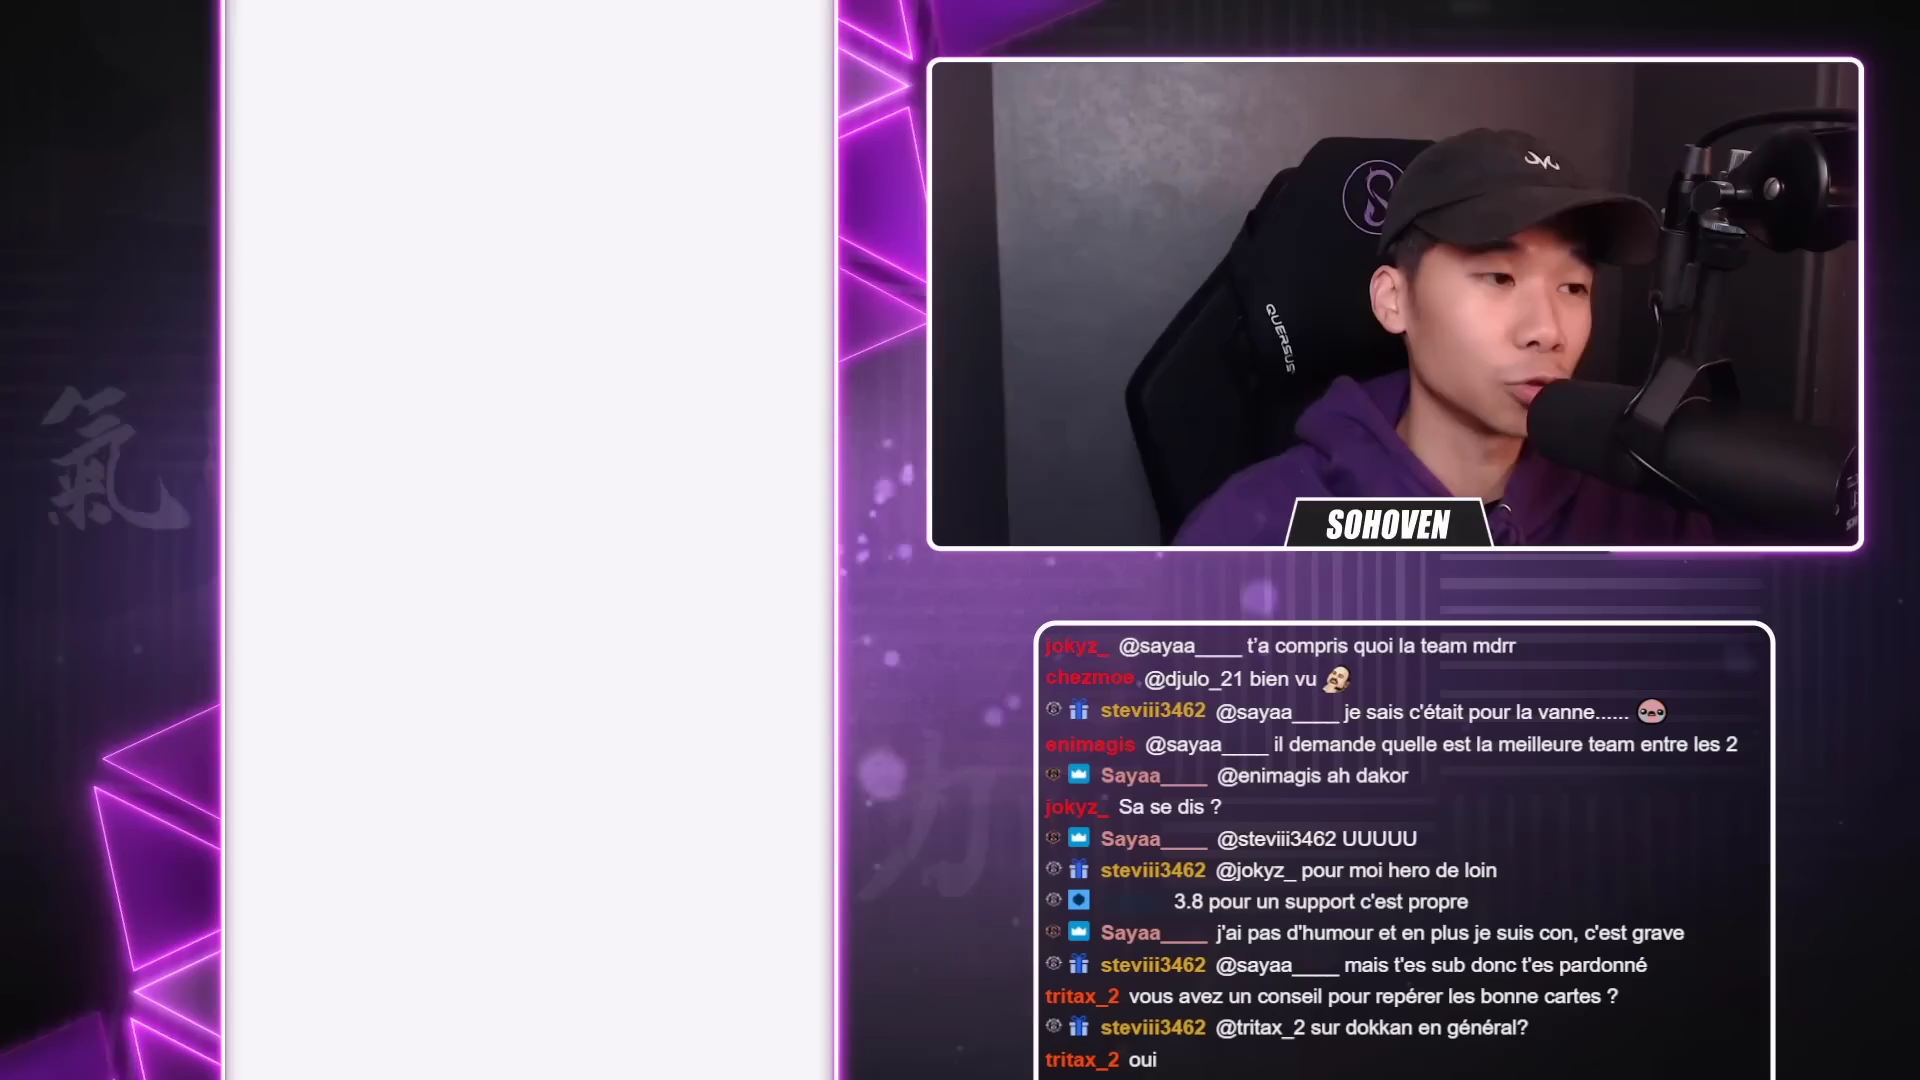 氣
力
QUERSUS
SOHOVEN
jokyz_ @sayaa____ t'a compris quoi la team mdrr
chezmoe @djulo_21 bien vu
steviii3462 @sayaa____ je sais c'était pour la vanne......
enimagis @sayaa____ il demande quelle est la meilleure team entre les 2
Sayaa____ @enimagis ah dakor
jokyz_ Sa se dis ?
Sayaa____ @steviii3462 UUUUU
steviii3462 @jokyz_ pour moi hero de loin
3.8 pour un support c'est propre
Sayaa____ j'ai pas d'humour et en plus je suis con, c'est grave
steviii3462 @sayaa____ mais t'es sub donc t'es pardonné
tritax_2 vous avez un conseil pour repérer les bonne cartes ?
steviii3462 @tritax_2 sur dokkan en général?
tritax_2 oui